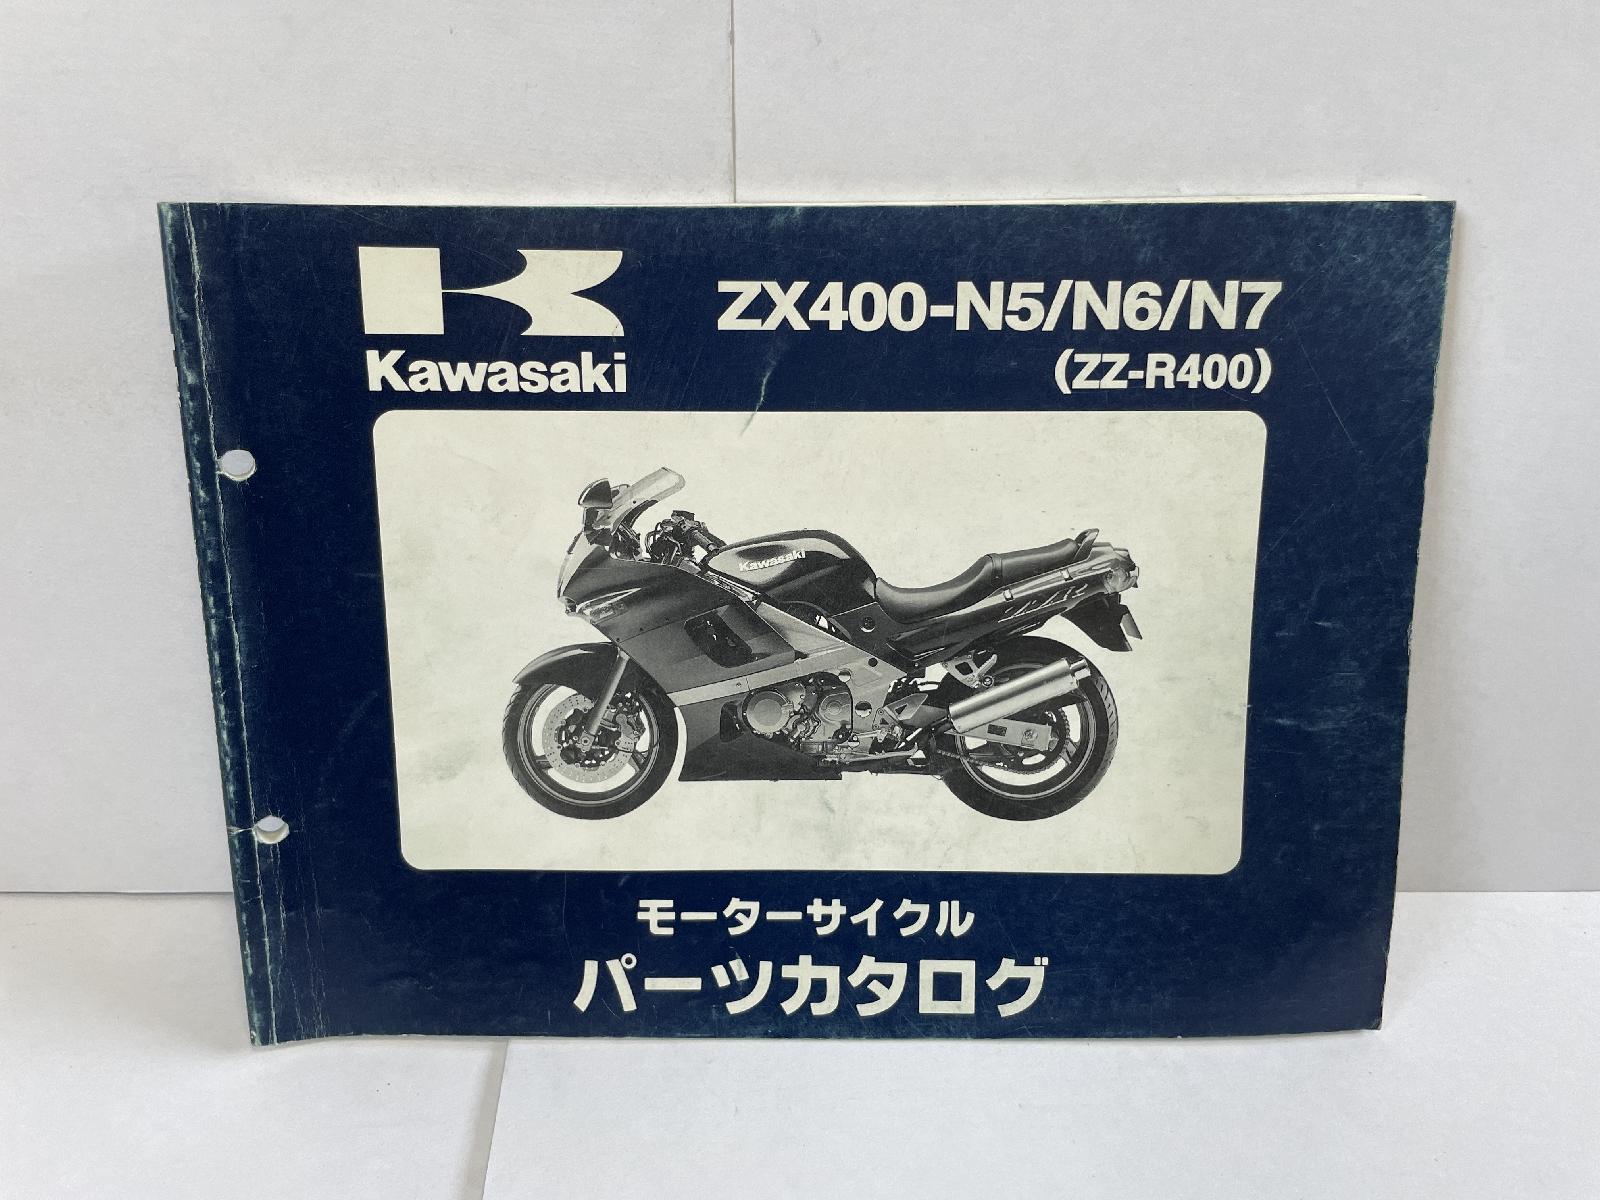 Kawasaki
ZX400-N5/N6/N7
(ZZ-R400)
Kawasaki
ZZ-R
モーターサイクル
パーツカタログ